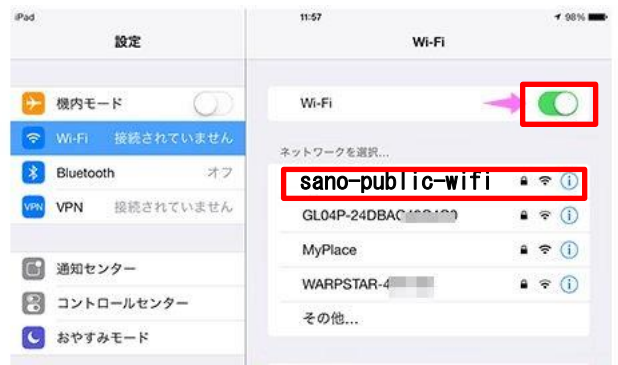 iPad
11:57
98%
設定
Wi-Fi
機内モード
Wi-Fi 接続されていません
Bluetooth オフ
VPN VPN 接続されていません
通知センター
コントロールセンター
おやすみモード
Wi-Fi
ネットワークを選択...
sano-public-wifi
MyPlace
WARPSTAR-4
その他...